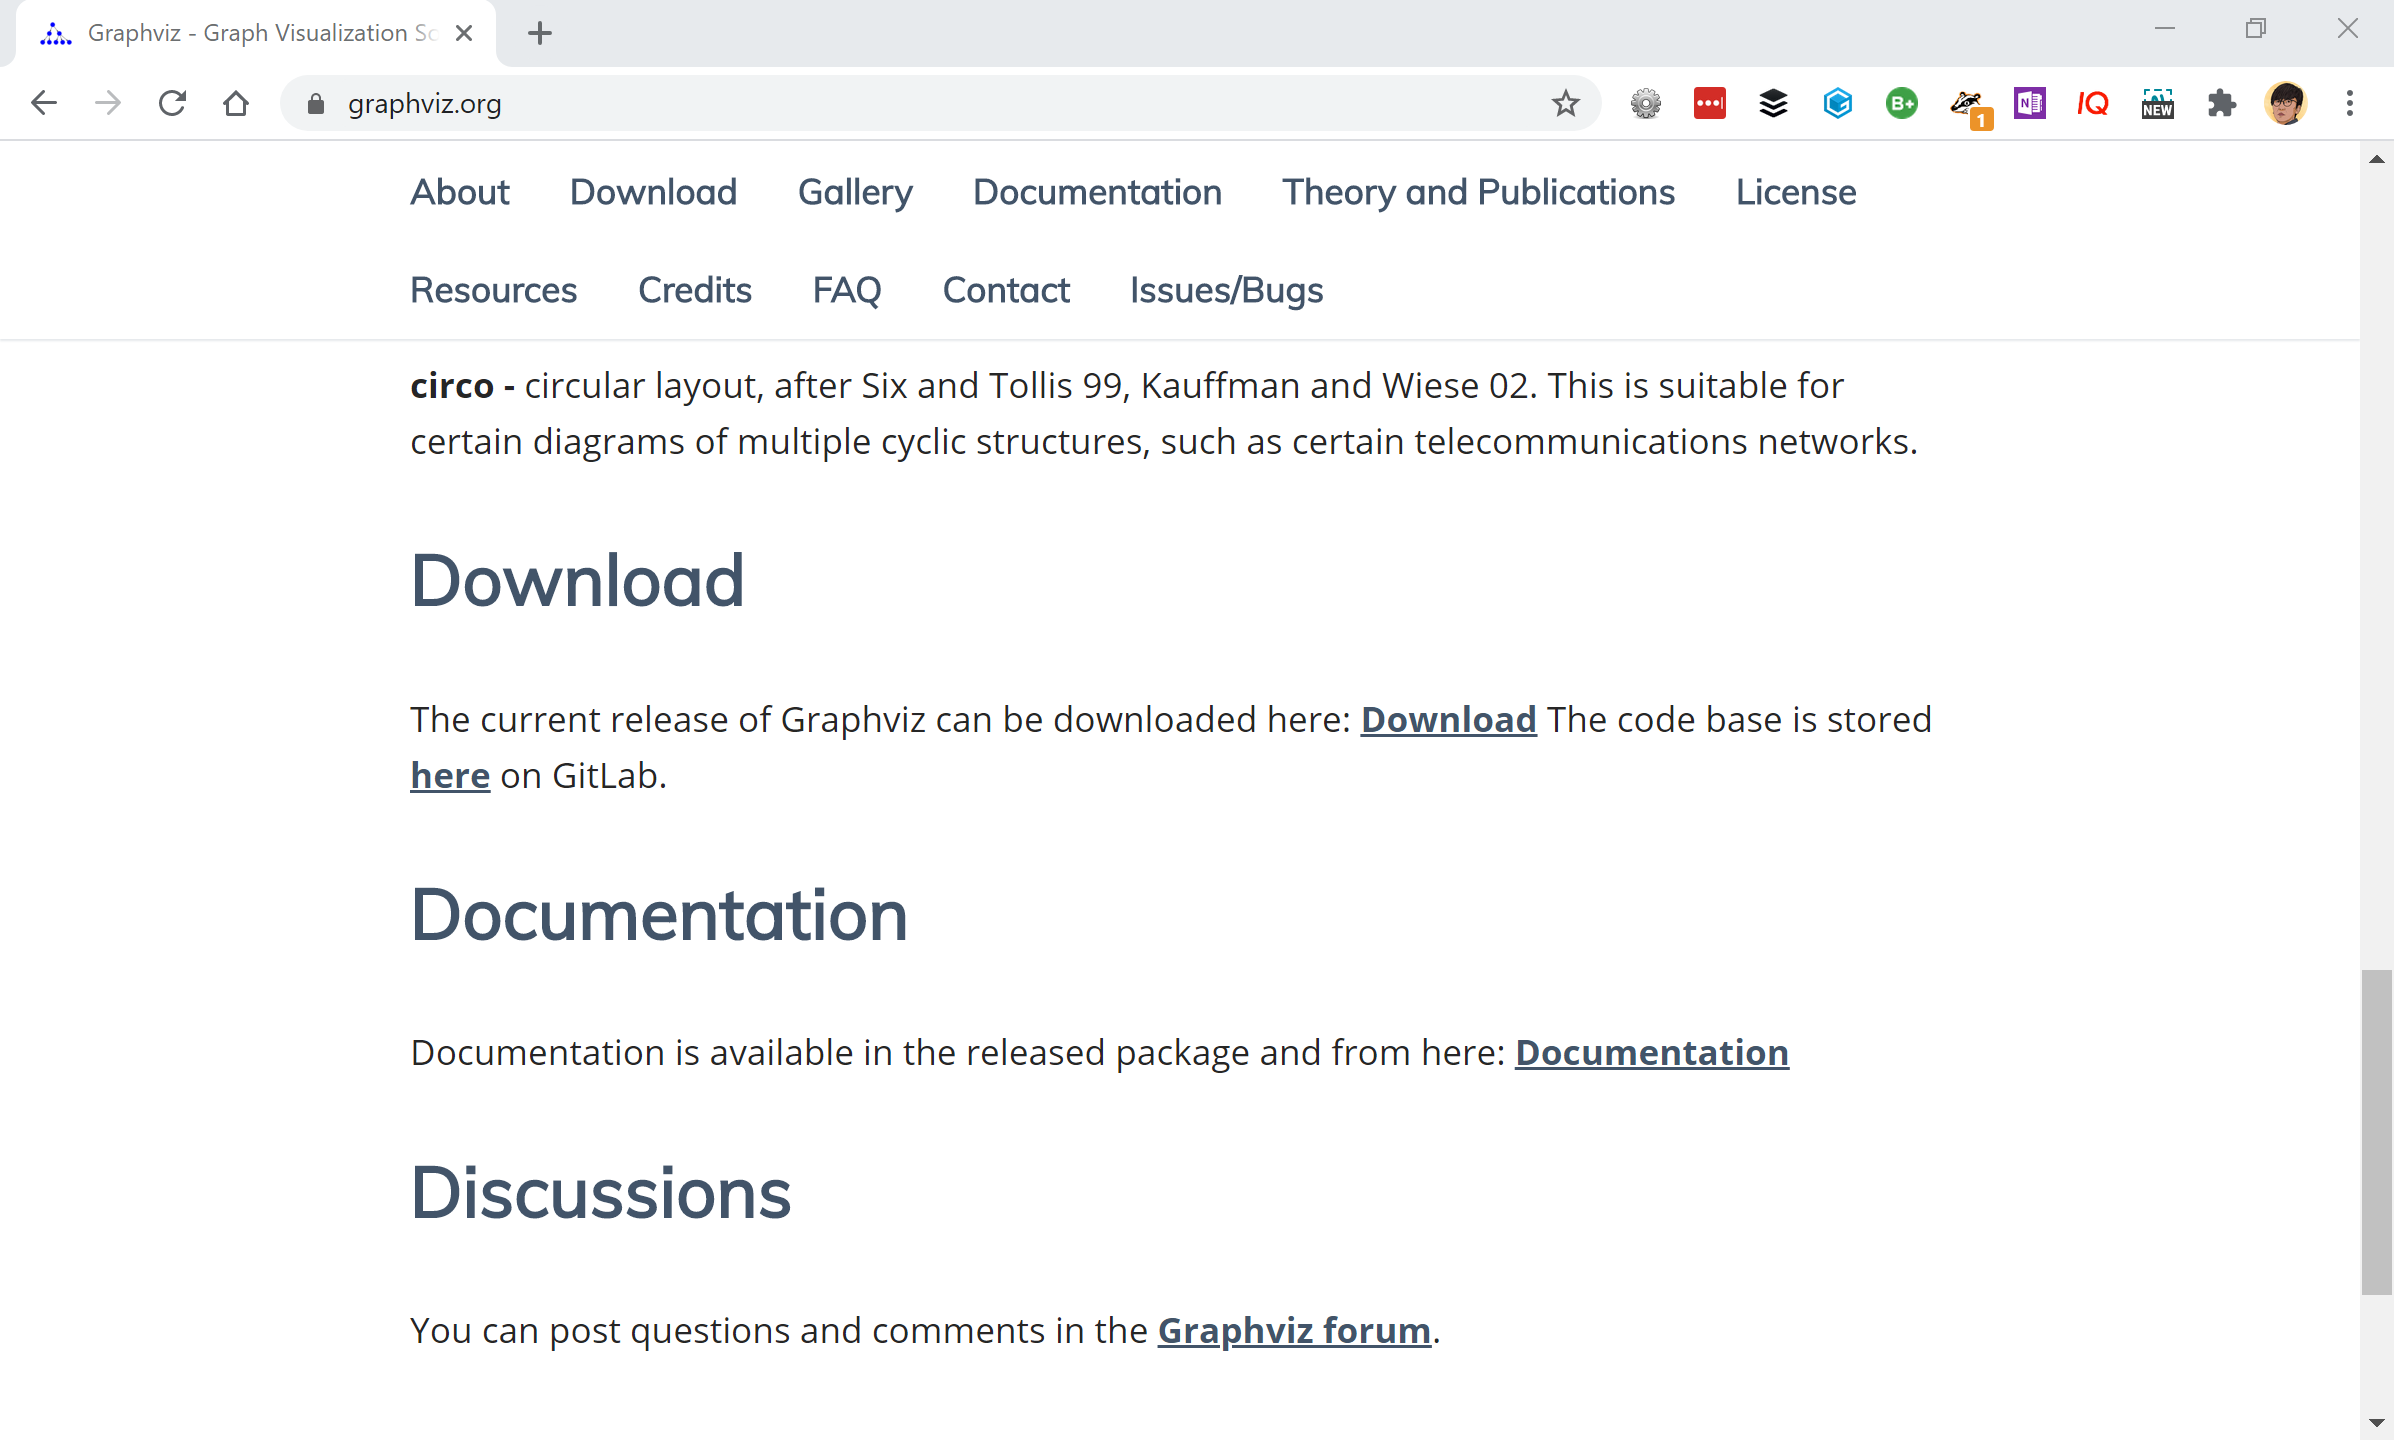 Graphviz - Graph Visualization So
graphviz.org
B+
1
N
IQ
NEW
About Download Gallery Documentation Theory and Publications License
Resources Credits FAQ Contact Issues/Bugs
circo - circular layout, after Six and Tollis 99, Kauffman and Wiese 02. This is suitable for
certain diagrams of multiple cyclic structures, such as certain telecommunications networks.
Download
The current release of Graphviz can be downloaded here: Download The code base is stored
here on GitLab.
Documentation
Documentation is available in the released package and from here: Documentation
Discussions
You can post questions and comments in the Graphviz forum.